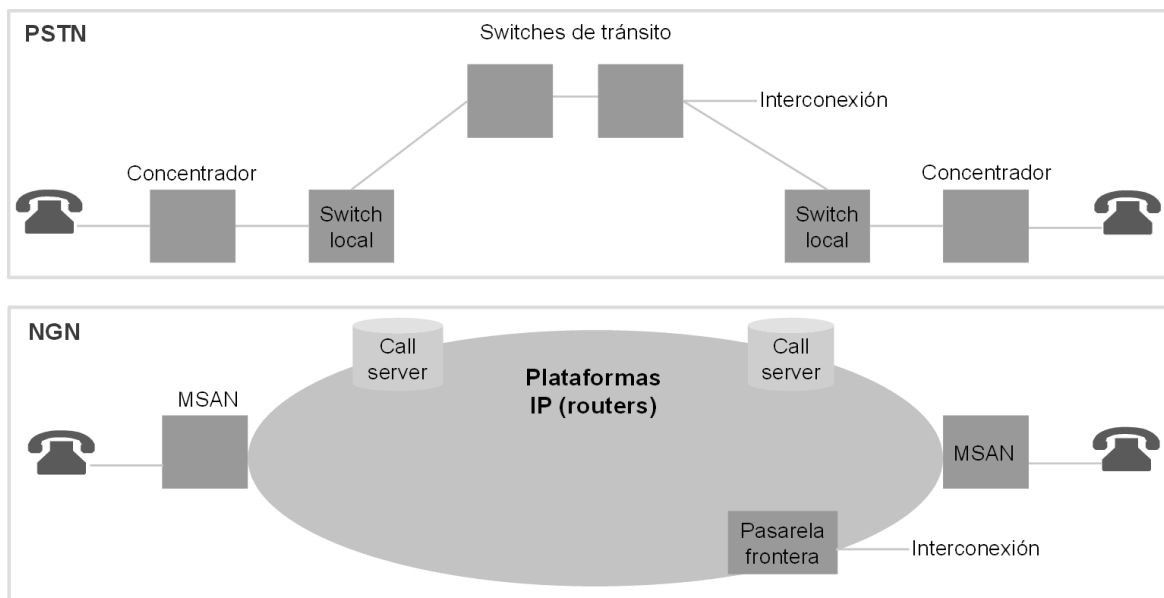 PSTN
Switches de tránsito
Interconexión
Concentrador
Concentrador
Switch
local
Switch
local
NGN
Call
server
Call
server
Plataformas
IP (routers)
MSAN
MSAN
Pasarela
frontera
Interconexión